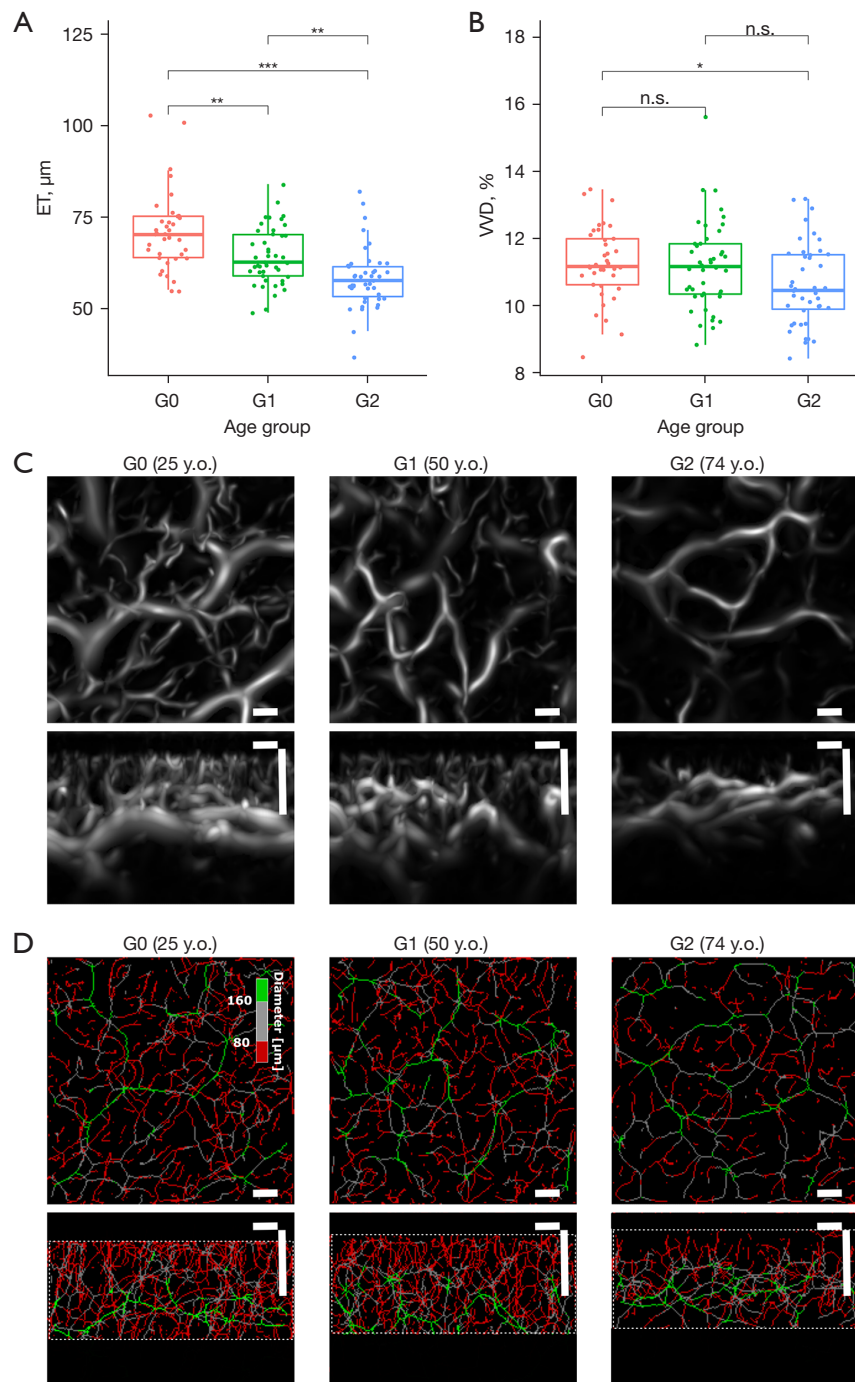 A
B
125
100
75
50
ET, µm
**
***
**
G0
G1
G2
Age group
18
16
14
12
10
8
VVD, %
n.s.
*
n.s.
G0
G1
G2
Age group
C
G0 (25 y.o.)
G1 (50 y.o.)
G2 (74 y.o.)
D
G0 (25 y.o.)
G1 (50 y.o.)
G2 (74 y.o.)
160
80
Diameter [µm]